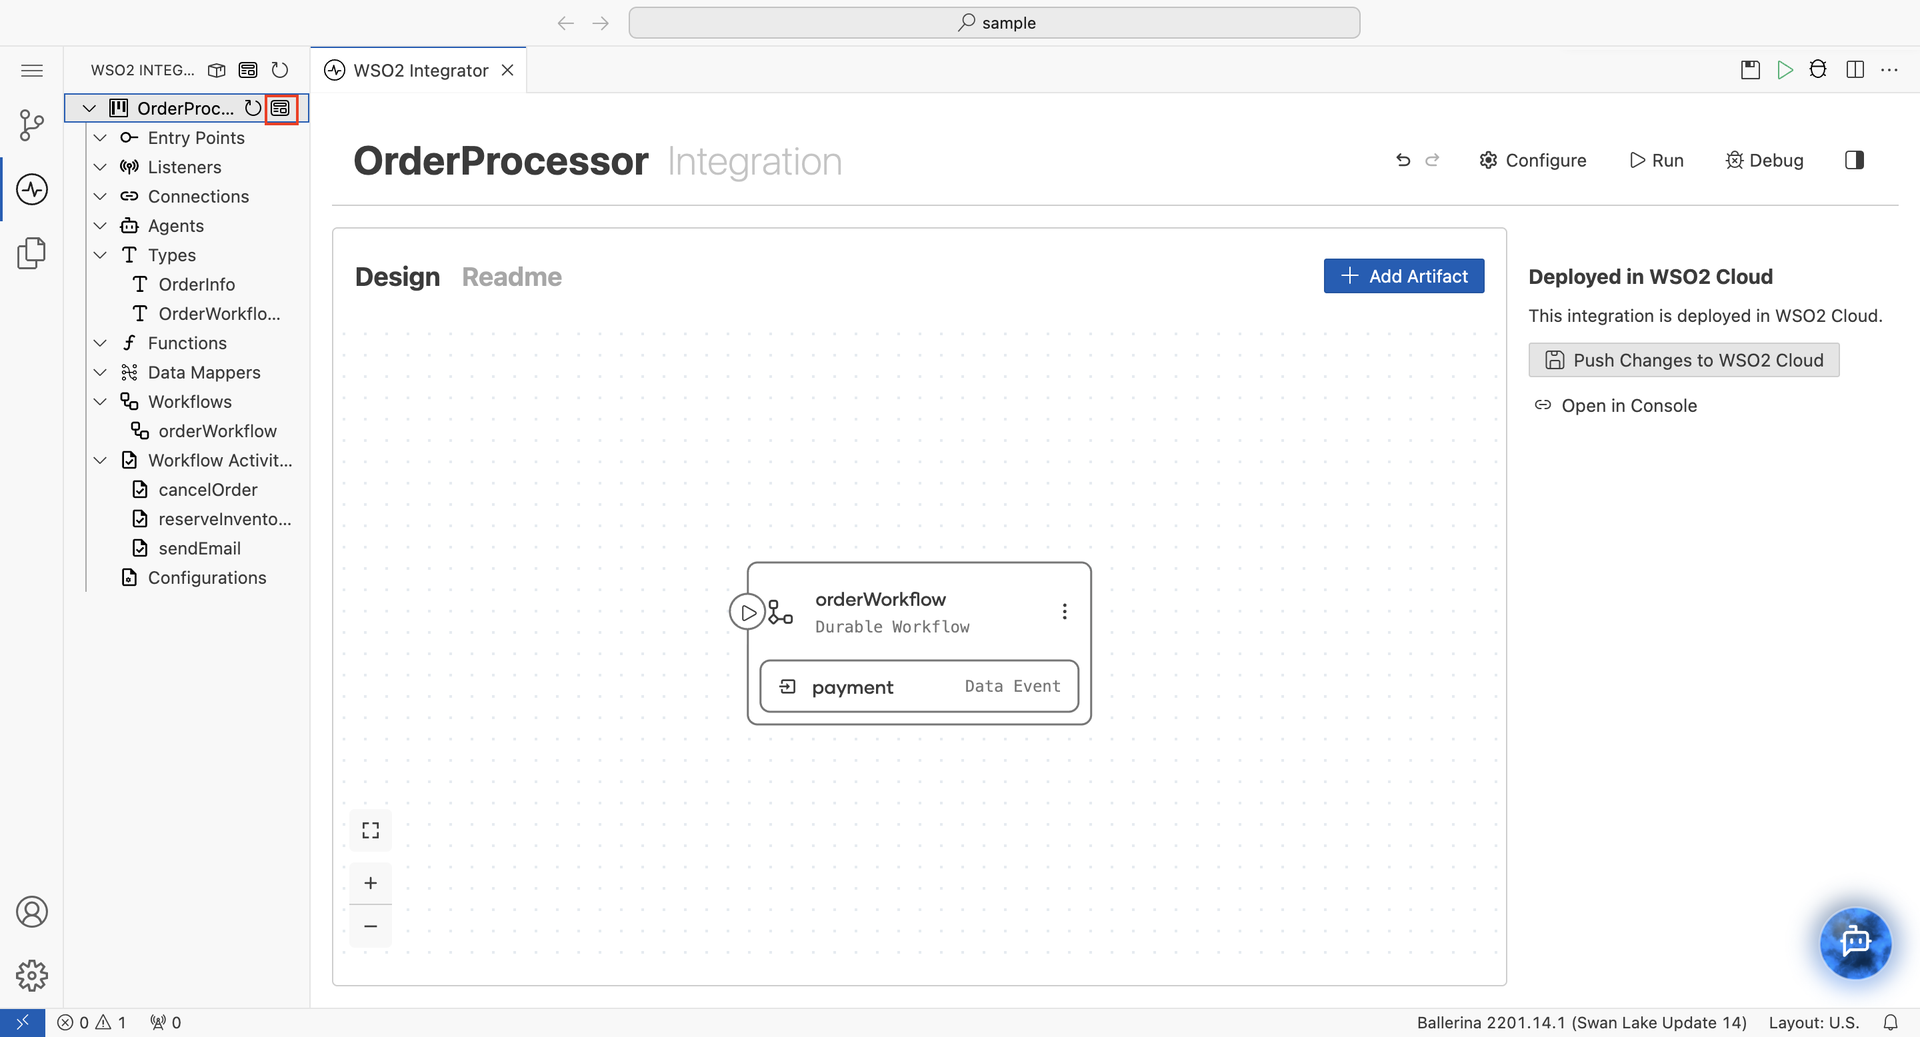 sample
WSO2 INTEG...
WSO2 Integrator
OrderProc...
Entry Points
Listeners
Connections
Agents
Types
OrderInfo
OrderWorkflo...
Functions
Data Mappers
Workflows
orderWorkflow
Workflow Activit...
cancelOrder
reserveInvento...
sendEmail
Configurations
OrderProcessor Integration
Configure
Run
Debug
Design
Readme
Add Artifact
orderWorkflow
Durable Workflow
payment
Data Event
Deployed in WSO2 Cloud
This integration is deployed in WSO2 Cloud.
Push Changes to WSO2 Cloud
Open in Console
0
1
0
Ballerina 2201.14.1 (Swan Lake Update 14)
Layout: U.S.